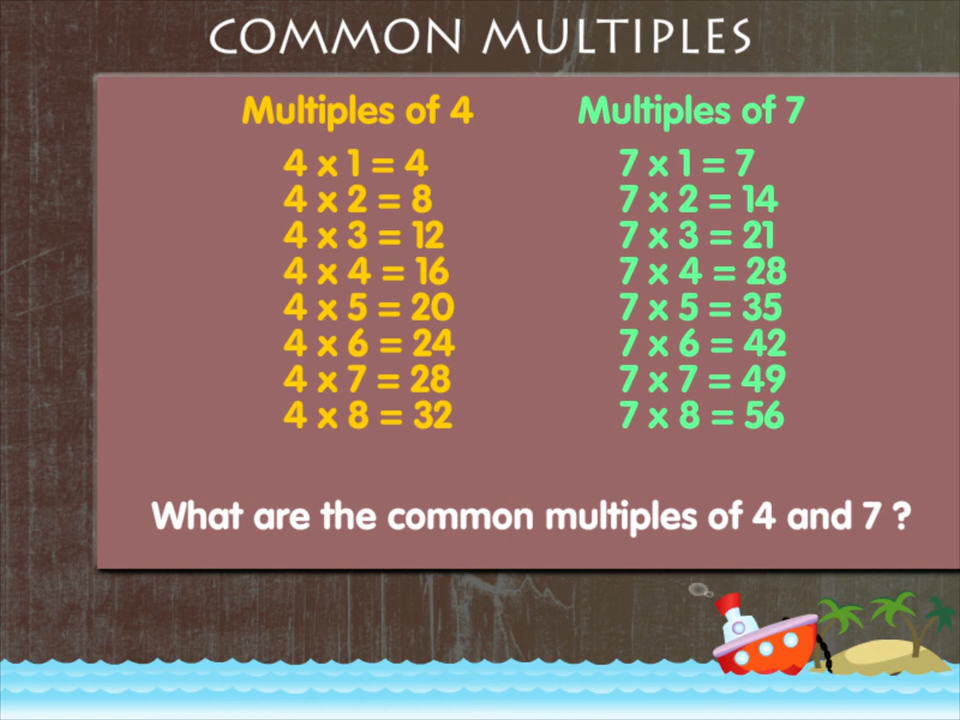 COMMON MULTIPLES
Multiples of 4
4 x 1 = 4
4 x 2 = 8
4 x 3 = 12
4 x 4 = 16
4 x 5 = 20
4 x 6 = 24
4 x 7 = 28
4 x 8 = 32
Multiples of 7
7 x 1 = 7
7 x 2 = 14
7 x 3 = 21
7 x 4 = 28
7 x 5 = 35
7 x 6 = 42
7 x 7 = 49
7 x 8 = 56
What are the common multiples of 4 and 7 ?